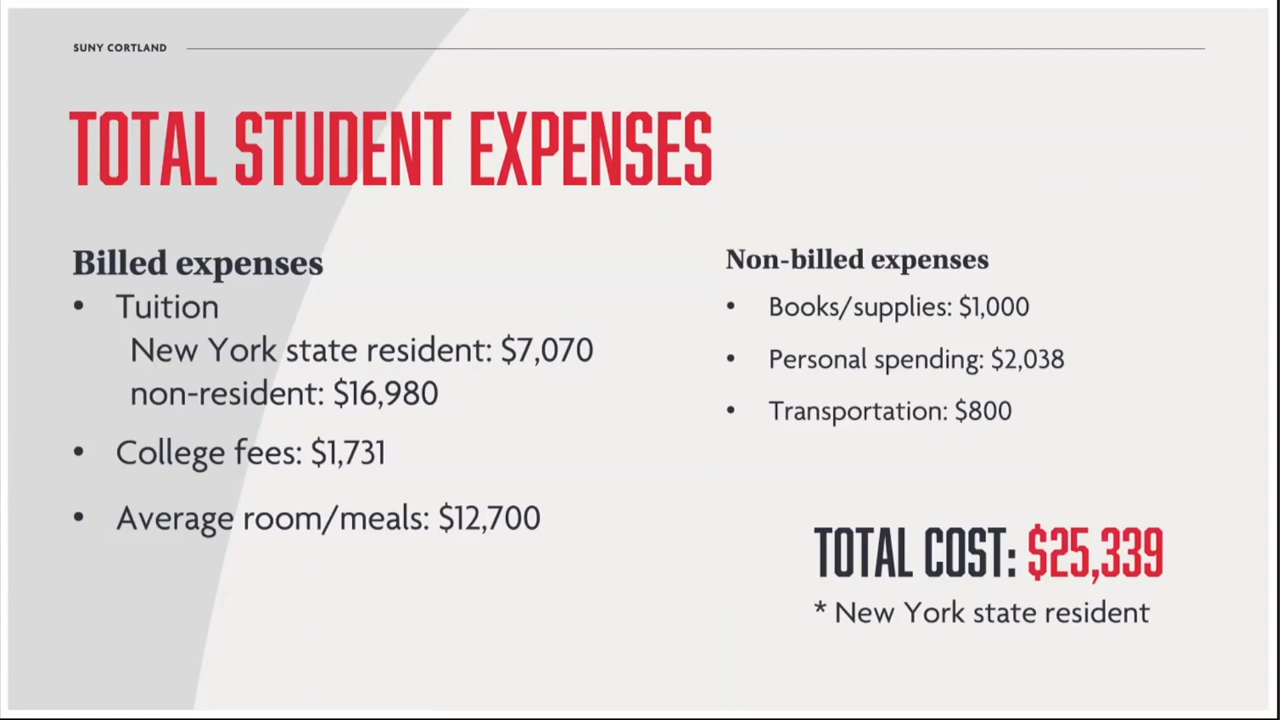 SUNY CORTLAND
TOTAL STUDENT EXPENSES
Billed expenses
• Tuition
New York state resident: $7,070
non-resident: $16,980
• College fees: $1,731
• Average room/meals: $12,700
Non-billed expenses
• Books/supplies: $1,000
• Personal spending: $2,038
• Transportation: $800
TOTAL COST: $25,339
* New York state resident